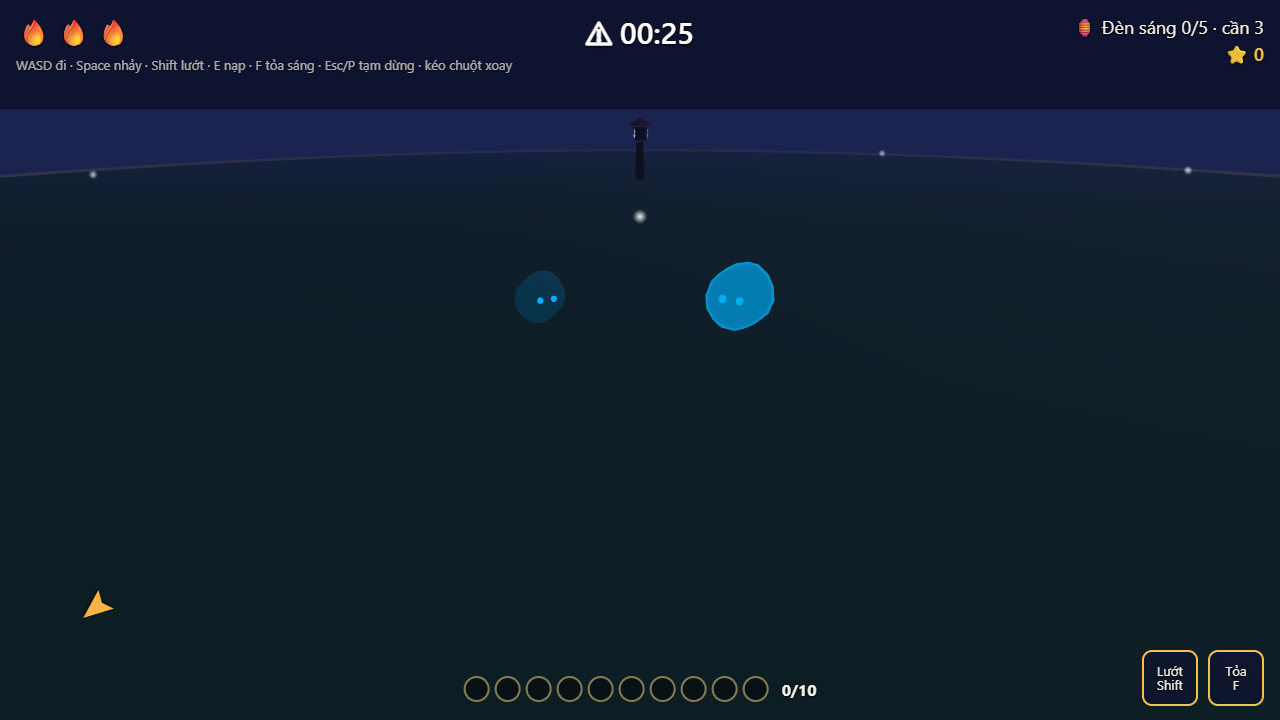 00:25
Đèn sáng 0/5 · cần 3
0
WASD đi · Space nhảy · Shift lướt · E nạp · F tỏa sáng · Esc/P tạm dừng · kéo chuột xoay
0/10
Lướt
Shift
Tỏa
F